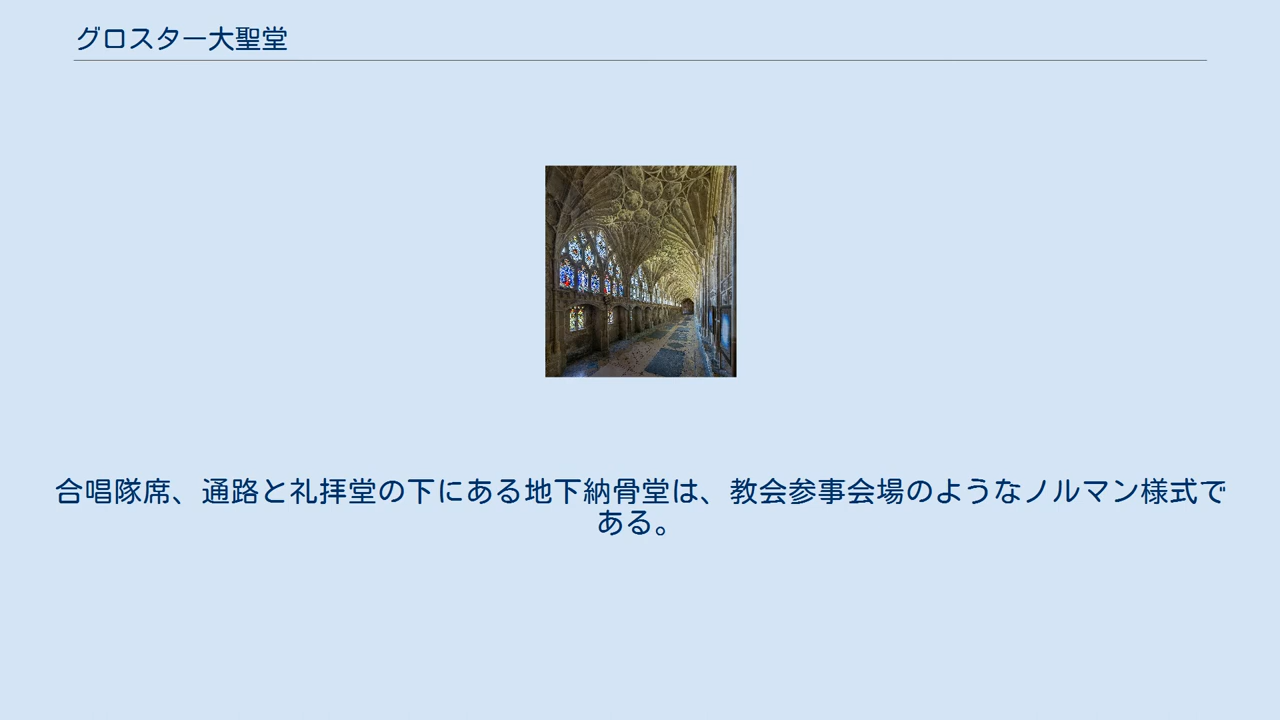 グロスター大聖堂
合唱隊席、通路と礼拝堂の下にある地下納骨堂は、教会参事会場のようなノルマン様式で
ある。